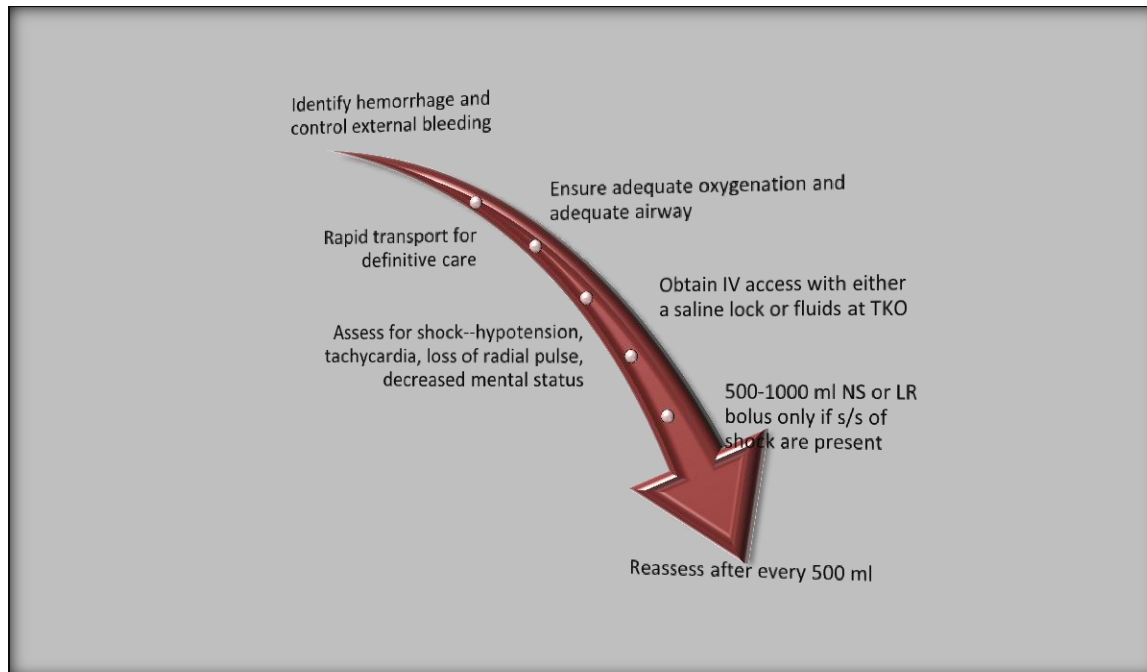 Identify hemorrhage and
control external bleeding
Ensure adequate oxygenation and
adequate airway
Rapid transport for
definitive care
Obtain IV access with either
a saline lock or fluids at TKO
Assess for shock--hypotension,
tachycardia, loss of radial pulse,
decreased mental status
500-1000 ml NS or LR
bolus only if s/s of
shock are present
Reassess after every 500 ml